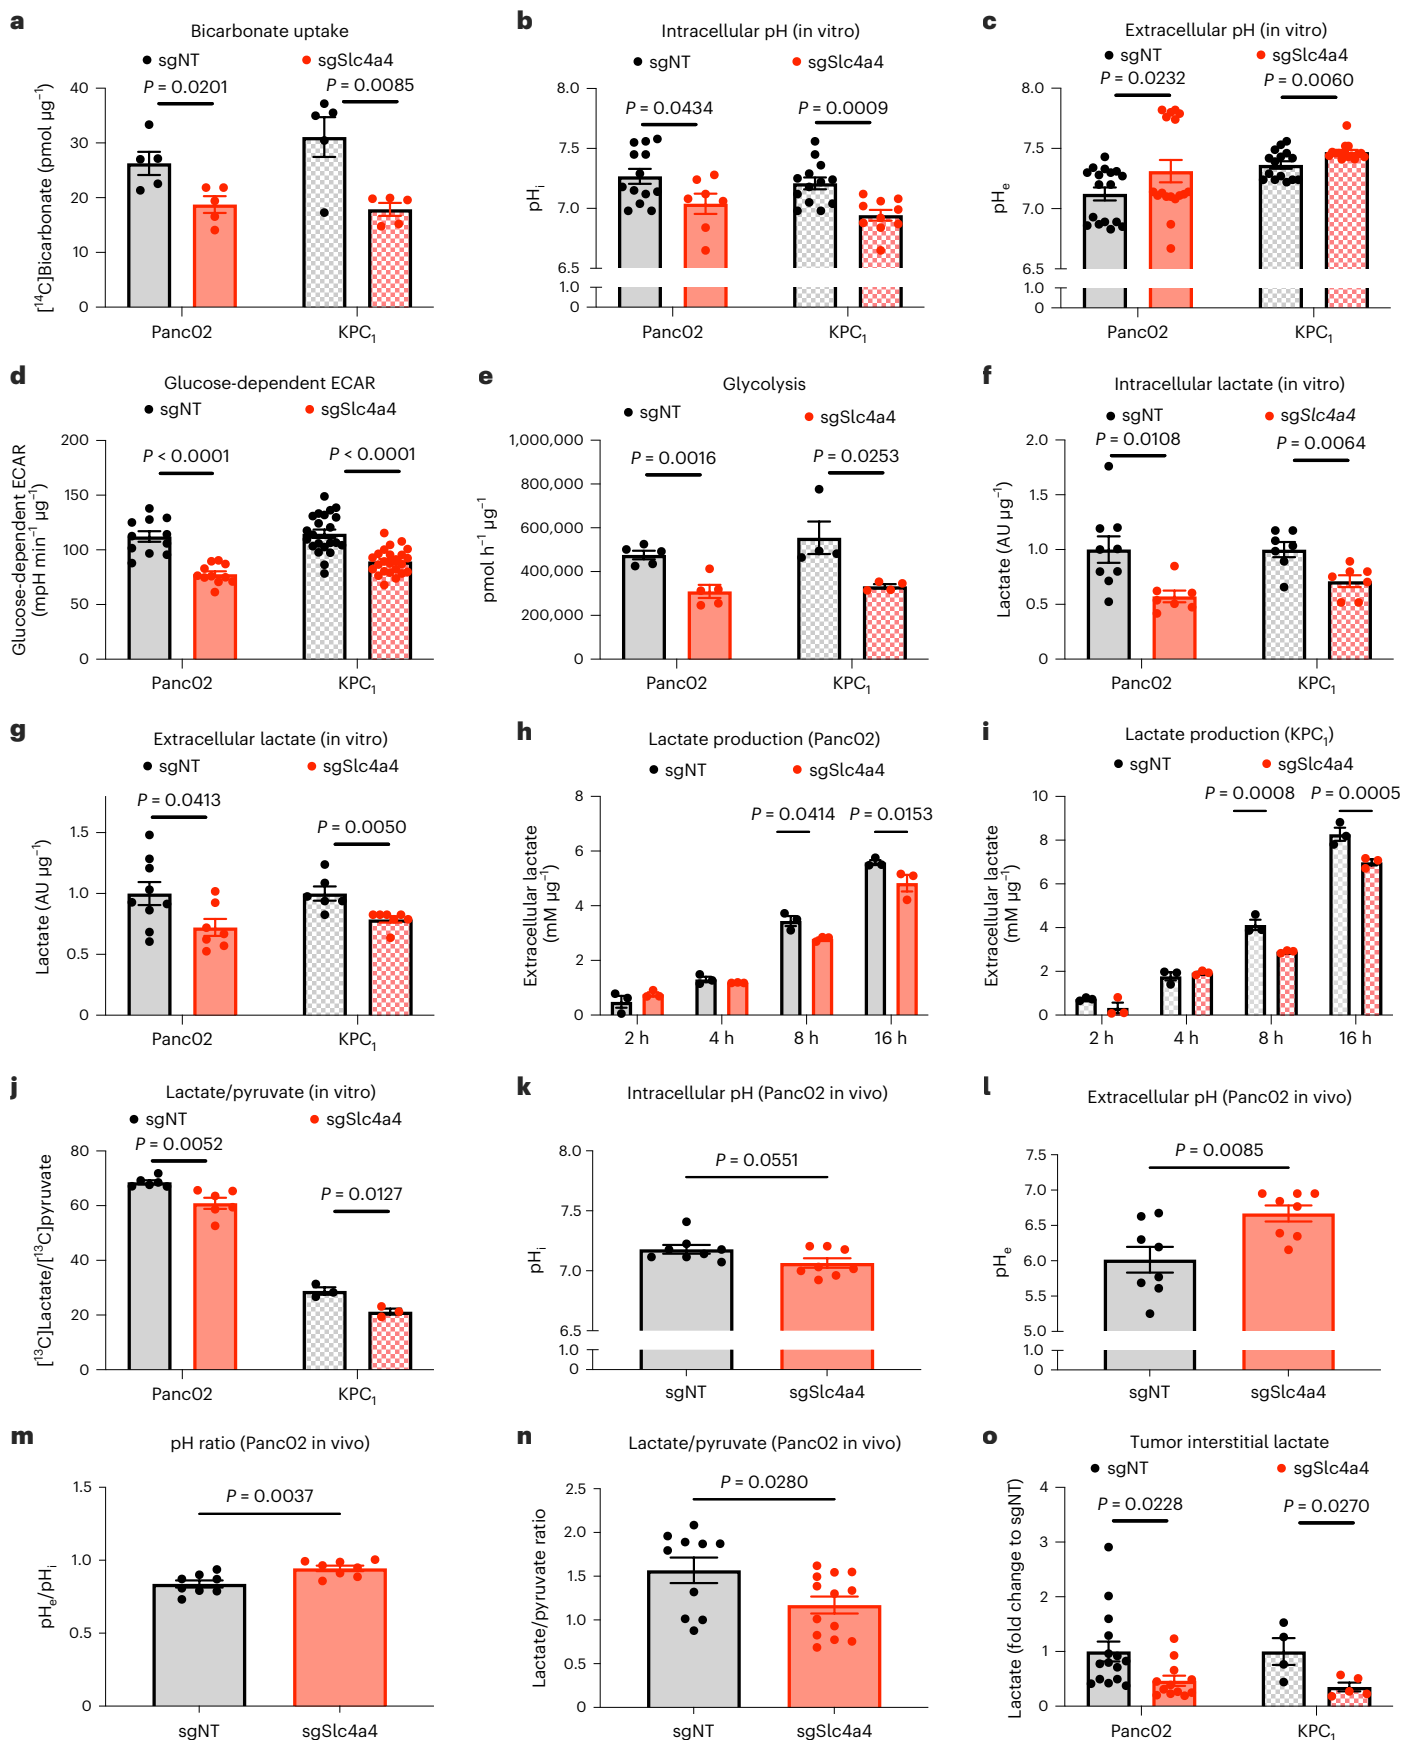 a
Bicarbonate uptake
sgNT
sgSlc4a4
P = 0.0201
P = 0.0085
[¹⁴C]Bicarbonate (pmol µg⁻¹)
40
30
20
10
0
Panc02
KPC₁
b
Intracellular pH (in vitro)
sgNT
sgSlc4a4
P = 0.0434
P = 0.0009
pHᵢ
8.0
7.5
7.0
6.5
1.0
0
Panc02
KPC₁
c
Extracellular pH (in vitro)
sgNT
sgSlc4a4
P = 0.0232
P = 0.0060
pHₑ
8.0
7.5
7.0
6.5
1.0
0
Panc02
KPC₁
d
Glucose-dependent ECAR
sgNT
sgSlc4a4
P < 0.0001
P < 0.0001
Glucose-dependent ECAR
(mpH min⁻¹ µg⁻¹)
200
150
100
50
0
Panc02
KPC₁
e
Glycolysis
sgNT
sgSlc4a4
P = 0.0016
P = 0.0253
pmol h⁻¹ µg⁻¹
1,000,000
800,000
600,000
400,000
200,000
0
Panc02
KPC₁
f
Intracellular lactate (in vitro)
sgNT
sgSlc4a4
P = 0.0108
P = 0.0064
Lactate (AU µg⁻¹)
2.0
1.5
1.0
0.5
0
Panc02
KPC₁
g
Extracellular lactate (in vitro)
sgNT
sgSlc4a4
P = 0.0413
P = 0.0050
Lactate (AU µg⁻¹)
1.5
1.0
0.5
0
Panc02
KPC₁
h
Lactate production (Panc02)
sgNT
sgSlc4a4
P = 0.0414
P = 0.0153
Extracellular lactate
(mM µg⁻¹)
8
6
4
2
0
2 h
4 h
8 h
16 h
i
Lactate production (KPC₁)
sgNT
sgSlc4a4
P = 0.0008
P = 0.0005
Extracellular lactate
(mM µg⁻¹)
10
8
6
4
2
0
2 h
4 h
8 h
16 h
j
Lactate/pyruvate (in vitro)
sgNT
sgSlc4a4
P = 0.0052
P = 0.0127
[¹³C]Lactate/[¹³C]pyruvate
80
60
40
20
0
Panc02
KPC₁
k
Intracellular pH (Panc02 in vivo)
P = 0.0551
pHᵢ
8.0
7.5
7.0
6.5
1.0
0
sgNT
sgSlc4a4
l
Extracellular pH (Panc02 in vivo)
P = 0.0085
pHₑ
7.5
7.0
6.5
6.0
5.5
5.0
1.0
0
sgNT
sgSlc4a4
m
pH ratio (Panc02 in vivo)
P = 0.0037
pHₑ/pHᵢ
1.5
1.0
0.5
0
sgNT
sgSlc4a4
n
Lactate/pyruvate (Panc02 in vivo)
P = 0.0280
Lactate/pyruvate ratio
2.5
2.0
1.5
1.0
0.5
0
sgNT
sgSlc4a4
o
Tumor interstitial lactate
sgNT
sgSlc4a4
P = 0.0228
P = 0.0270
Lactate (fold change to sgNT)
4
3
2
1
0
Panc02
KPC₁